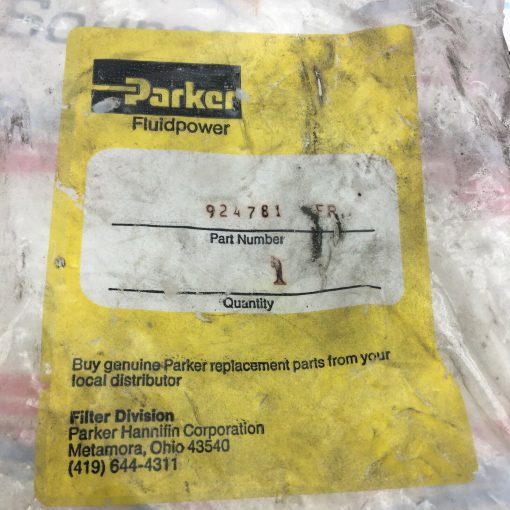 Parker
Fluidpower
924781
Part Number
1
Quantity
Buy genuine Parker replacement parts from your
local distributor
Filter Division
Parker Hannifin Corporation
Metamora, Ohio 43540
(419) 644-4311